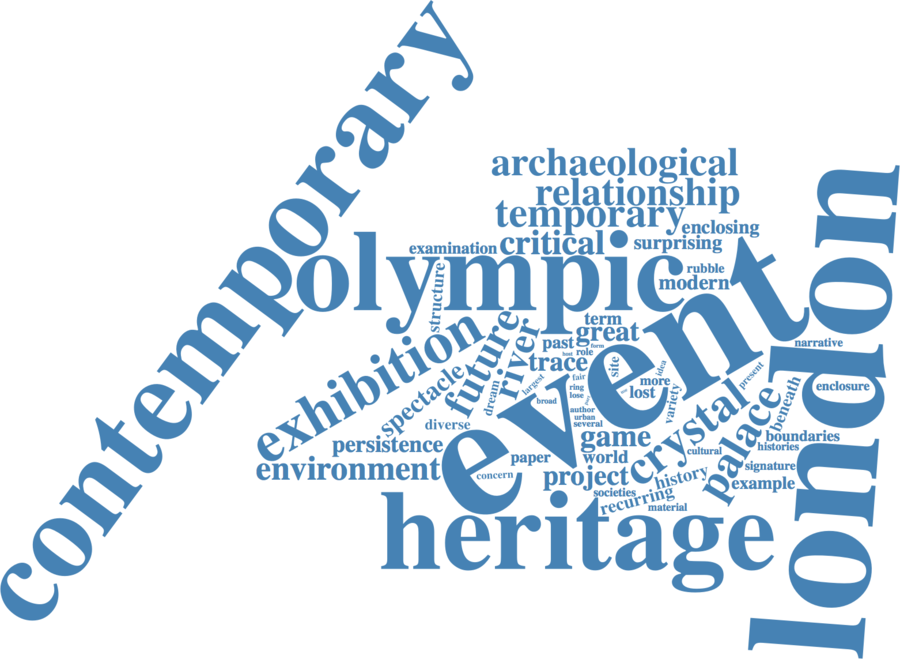 contemporary
archaeological
relationship
temporary
enclosing
examination
critical
surprising
olympic
rubble
modern
structure
event
london
term
great
past
form
host
role
trace
future
river
exhibition
spectacle
dream
largest
broad
diverse
fair
ring
lose
site
idea
more
lost
variety
present
narrative
enclosure
beneath
author
urban
several
game
world
crystal
palace
cultural
boundaries
histories
signature
example
persistence
environment
concern
paper
project
history
societies
recurring
material
heritage